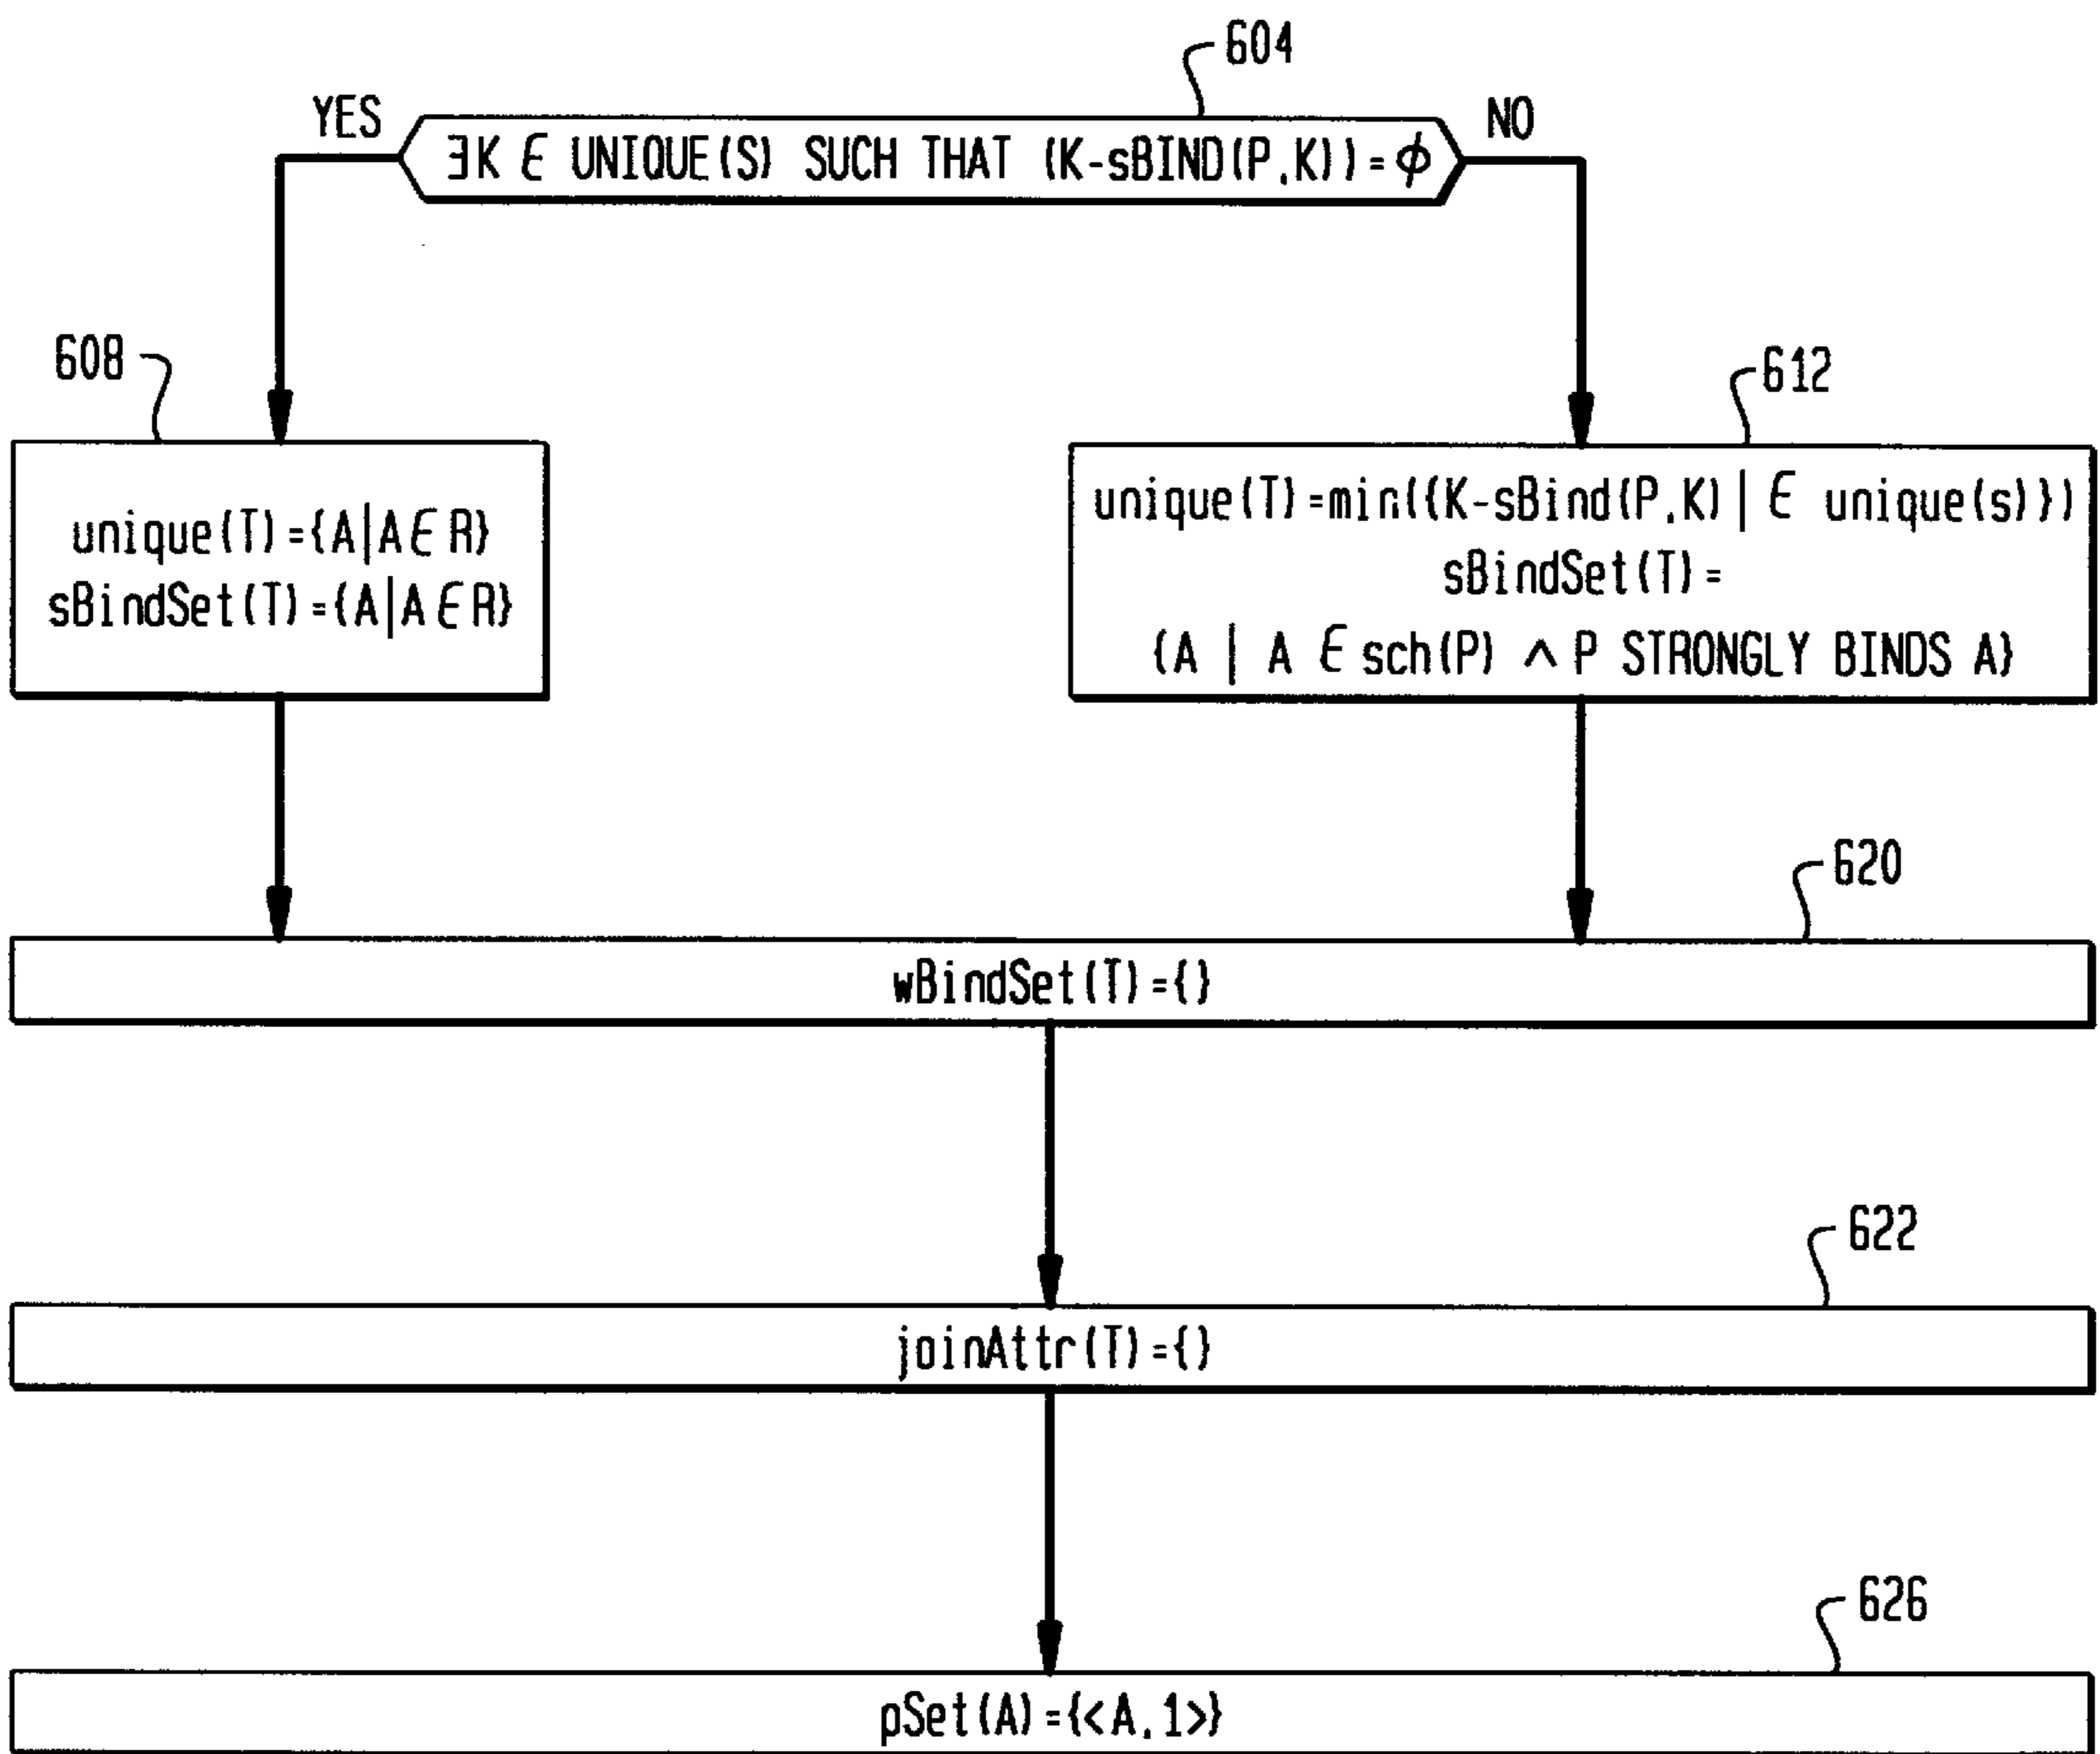 604
YES
∃K ∈ UNIQUE(S) SUCH THAT (K-sBIND(P,K))=ϕ
NO
608
612
unique(T)={A|A∈R}
sBindSet(T)={A|A∈R}
unique(T)=min({K-sBind(P,K)| ∈ unique(s)})
sBindSet(T)=
{A | A ∈ sch(P) ∧ P STRONGLY BINDS A}
620
wBindSet(T)={}
622
joinAttr(T)={}
626
pSet(A)={<A,1>}